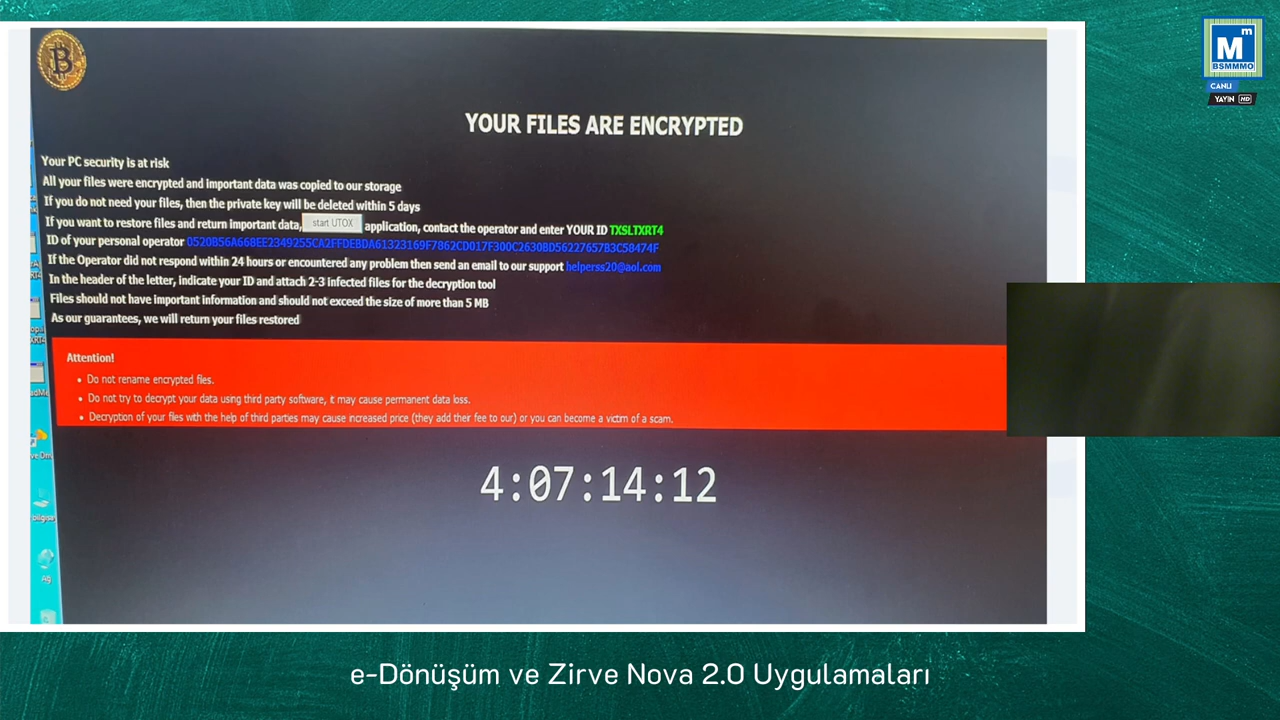 M m
BSMMMO
CANLI
YAYIN HD
YOUR FILES ARE ENCRYPTED
Your PC security is at risk
All your files were encrypted and important data was copied to our storage
If you do not need your files, then the private key will be deleted within 5 days
If you want to restore files and return important data, start UTOX application, contact the operator and enter YOUR ID TXSLTXRT4
ID of your personal operator 0520B56A668EE2349255CA2FFDEBDA61323169F7862CD017F300C2630BD56227657B3C58474F
If the Operator did not respond within 24 hours or encountered any problem then send an email to our support helperss20@aol.com
In the header of the letter, indicate your ID and attach 2-3 infected files for the decryption tool
Files should not have important information and should not exceed the size of more than 5 MB
As our guarantees, we will return your files restored
Attention!
• Do not rename encrypted files.
• Do not try to decrypt your data using third party software, it may cause permanent data loss.
• Decryption of your files with the help of third parties may cause increased price (they add their fee to our) or you can become a victim of a scam.
4:07:14:12
bilgisa
Ağ
e-Dönüşüm ve Zirve Nova 2.0 Uygulamaları